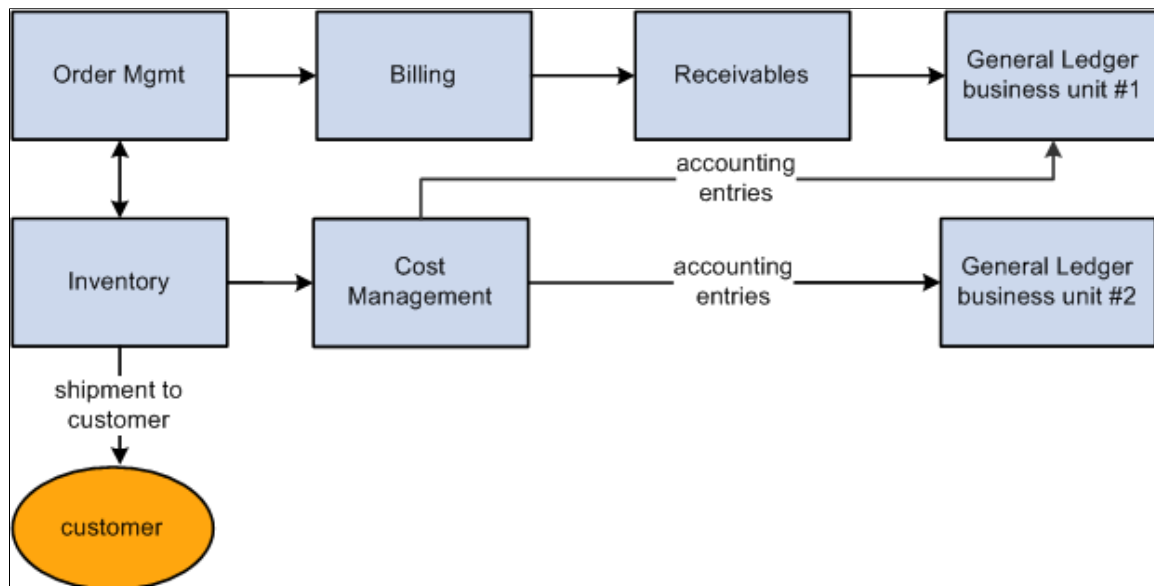 Order Mgmt
Billing
Receivables
General Ledger
business unit #1
accounting
entries
Inventory
Cost
Management
accounting
entries
General Ledger
business unit #2
shipment to
customer
customer